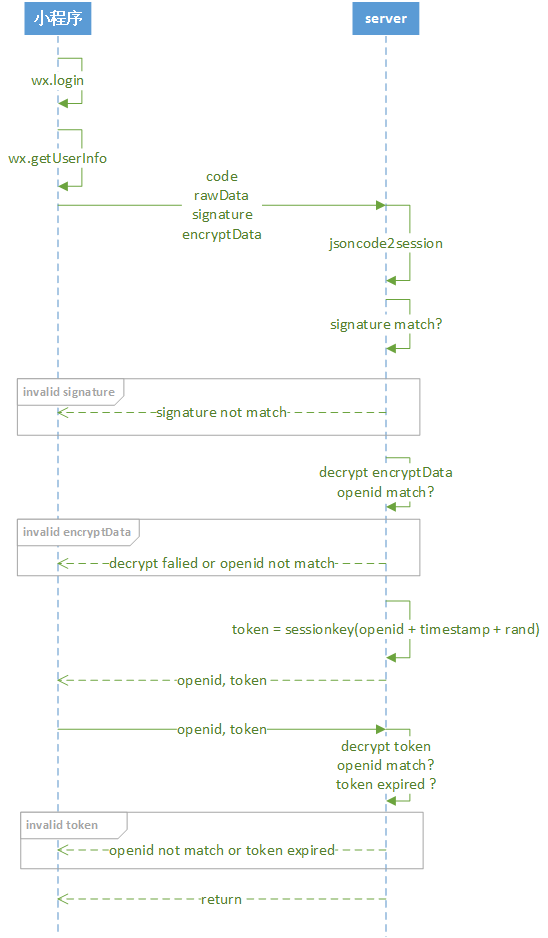 小程序
server
wx.login
wx.getUserInfo
code
rawData
signature
encryptData
jsoncode2session
signature match?
invalid signature
signature not match
decrypt encryptData
openid match?
invalid encryptData
decrypt falied or openid not match
token = sessionkey(openid + timestamp + rand)
openid, token
openid, token
decrypt token
openid match?
token expired ?
invalid token
openid not match or token expired
return